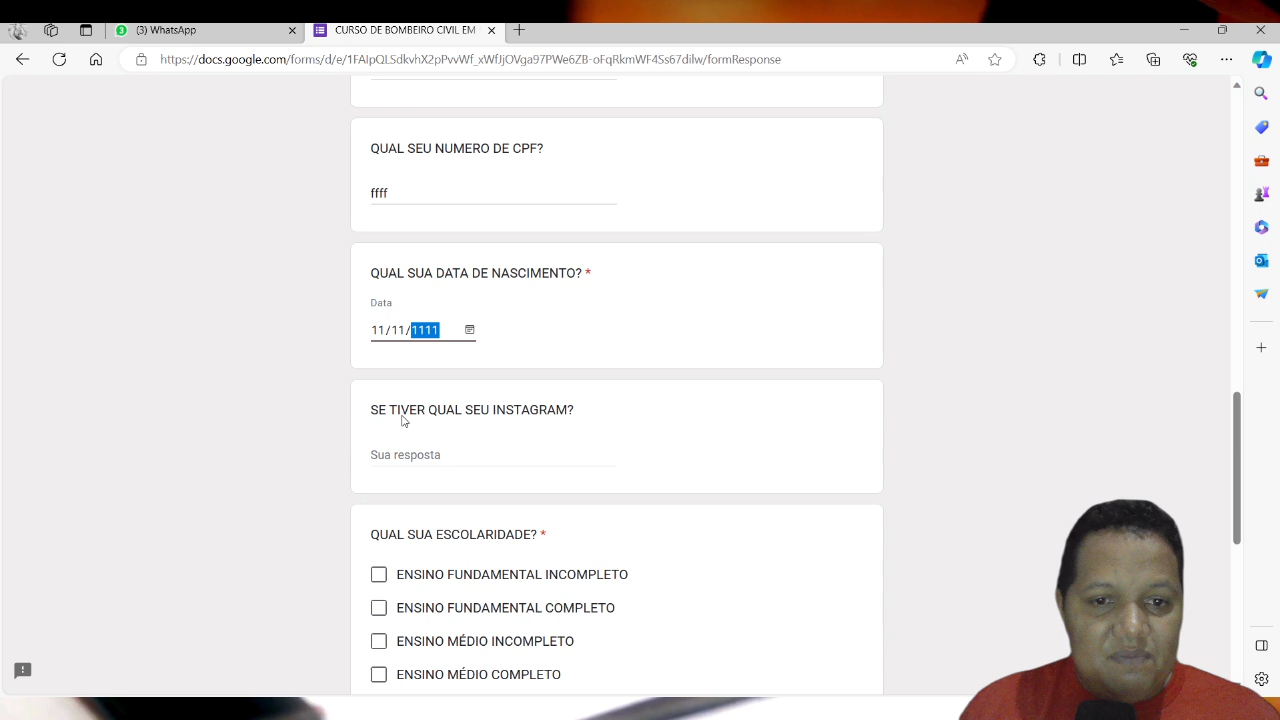 (3) WhatsApp
CURSO DE BOMBEIRO CIVIL EM
https://docs.google.com/forms/d/e/1FAIpQLSdkvhX2pPvvWf_xWfJjOVga97PWe6ZB-oFqRkmWF4Ss67dilw/formResponse
QUAL SEU NUMERO DE CPF?
ffff
QUAL SUA DATA DE NASCIMENTO? *
Data
11/11/1111
SE TIVER QUAL SEU INSTAGRAM?
Sua resposta
QUAL SUA ESCOLARIDADE? *
ENSINO FUNDAMENTAL INCOMPLETO
ENSINO FUNDAMENTAL COMPLETO
ENSINO MÉDIO INCOMPLETO
ENSINO MÉDIO COMPLETO